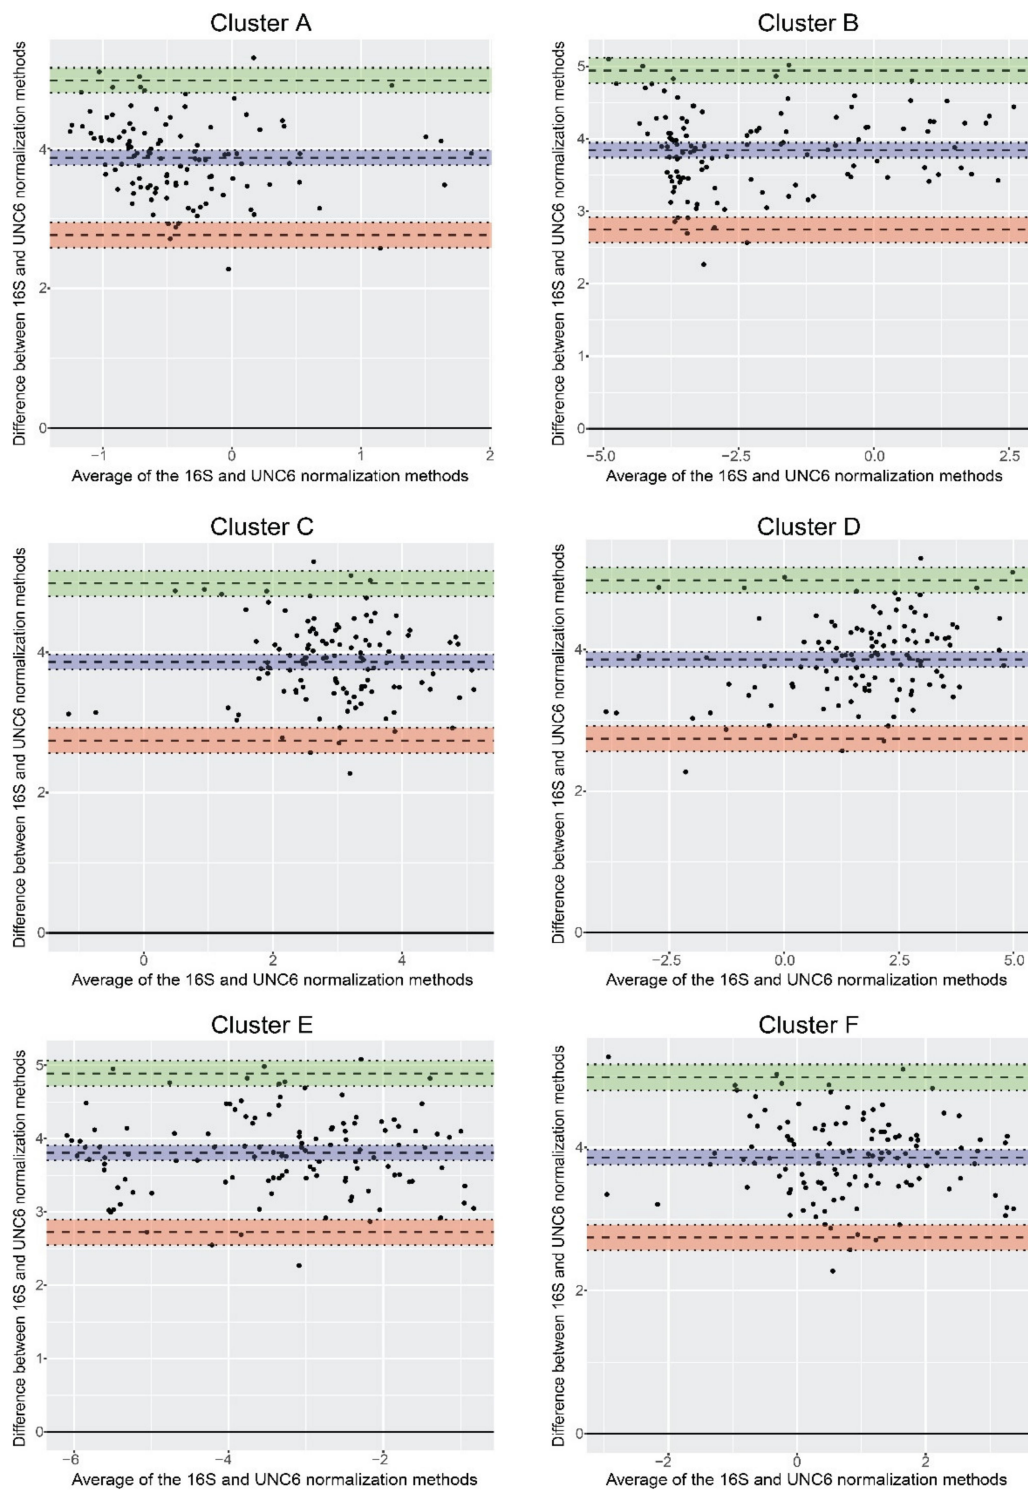 Cluster A
Difference between 16S and UNC6 normalization methods
4
2
0
−1
0
1
2
Average of the 16S and UNC6 normalization methods
Cluster B
Difference between 16S and UNC6 normalization methods
5
4
3
2
1
0
−5.0
−2.5
0.0
2.5
Average of the 16S and UNC6 normalization methods
Cluster C
Difference between 16S and UNC6 normalization methods
4
2
0
0
2
4
Average of the 16S and UNC6 normalization methods
Cluster D
Difference between 16S and UNC6 normalization methods
4
2
0
−2.5
0.0
2.5
5.0
Average of the 16S and UNC6 normalization methods
Cluster E
Difference between 16S and UNC6 normalization methods
5
4
3
2
1
0
−6
−4
−2
Average of the 16S and UNC6 normalization methods
Cluster F
Difference between 16S and UNC6 normalization methods
4
2
0
−2
0
2
Average of the 16S and UNC6 normalization methods